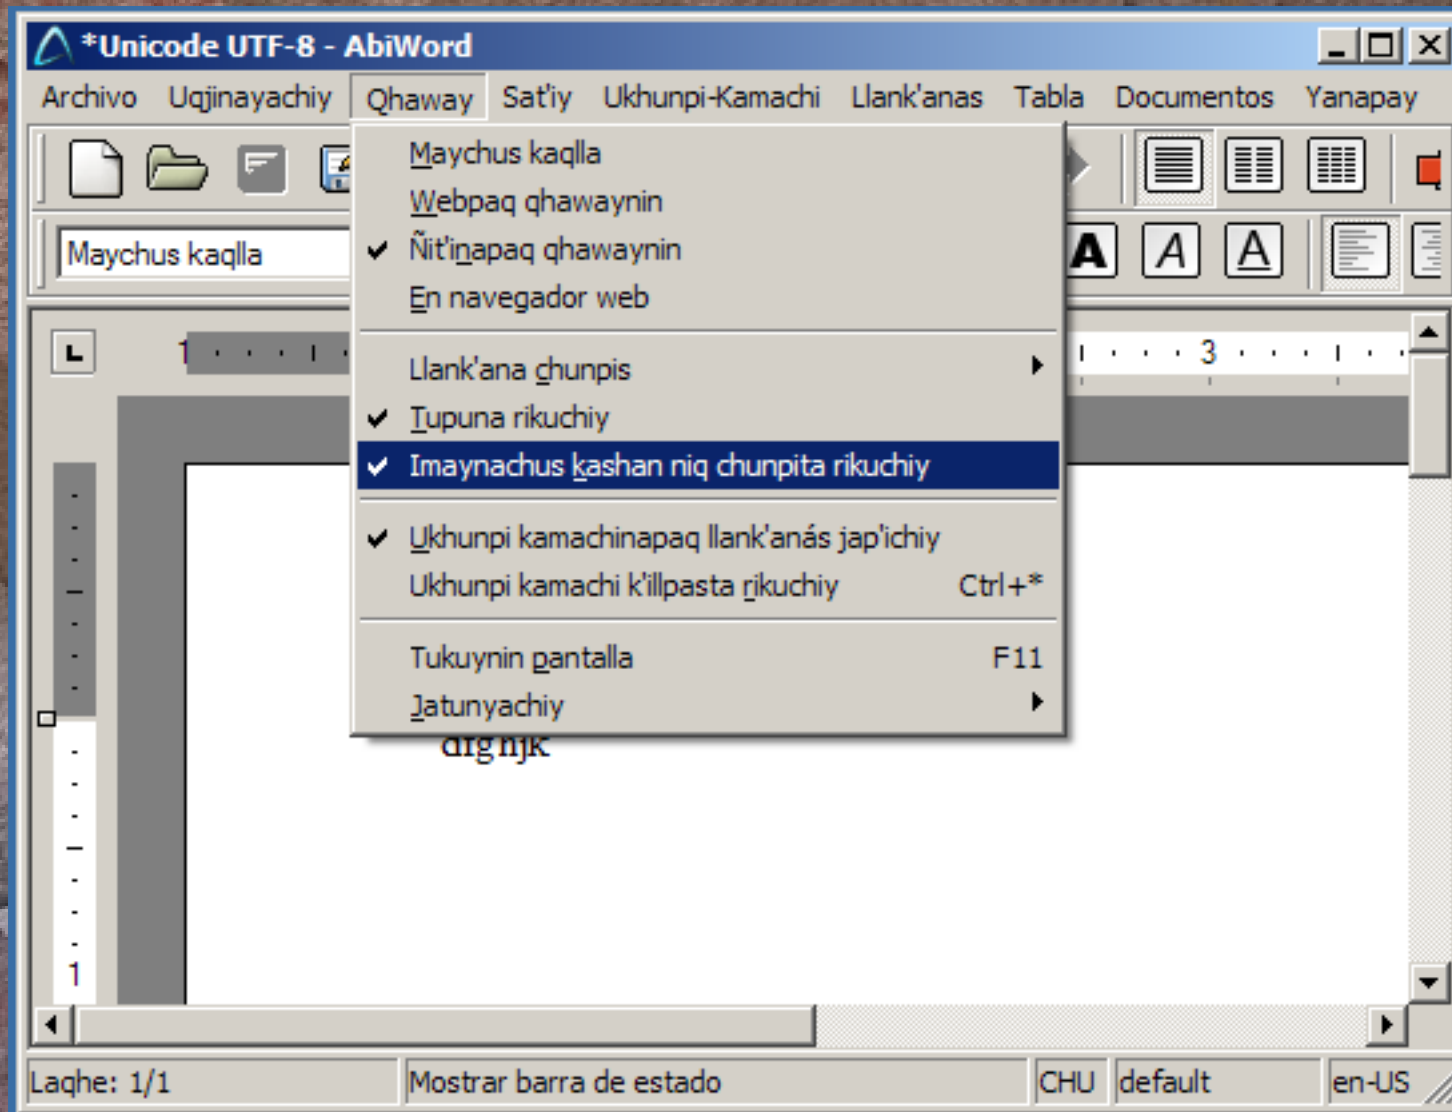 *Unicode UTF-8 - AbiWord
Archivo Uqjinayachiy Qhaway Sat'iy Ukhunpi-Kamachi Llank'anas Tabla Documentos Yanapay
Maychus kaqlla
Webpaq qhawaynin
Maychus kaqlla
Ñit'inapaq qhawaynin
A A A
En navegador web
L 1 3
Llank'ana chunpis
Tupuna rikuchiy
Imaynachus kashan niq chunpita rikuchiy
Ukhunpi kamachinapaq llank'anás jap'ichiy
Ukhunpi kamachi k'illpasta rikuchiy Ctrl+*
Tukuynin pantalla F11
Jatunyachiy
dfghjk
1
Laqhe: 1/1 Mostrar barra de estado CHU default en-US